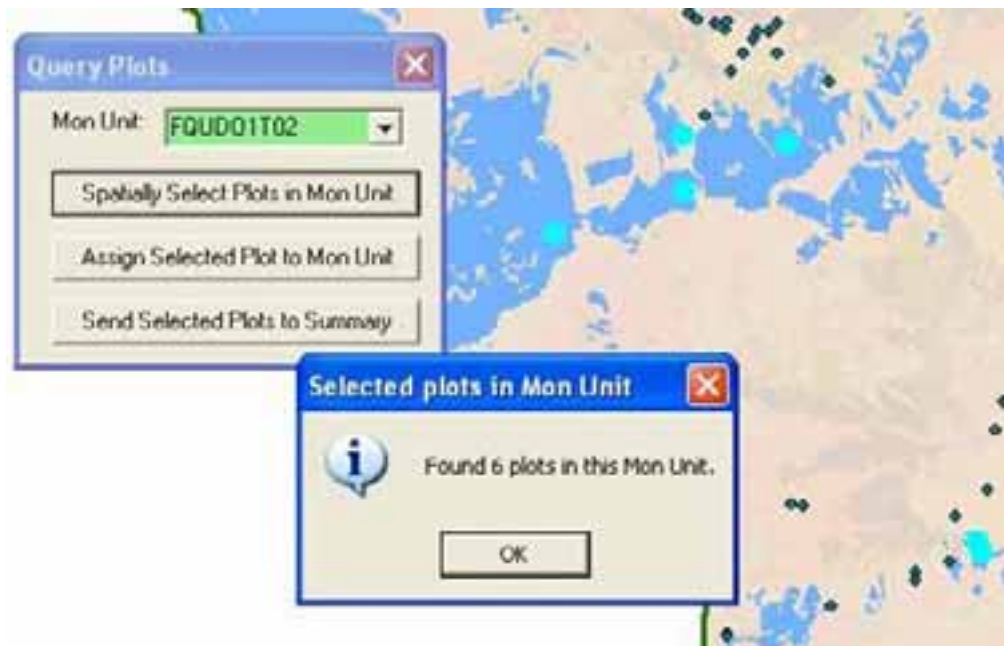 Query Plots
Mon Unit: FQUDO1T02
Spatially Select Plots in Mon Unit
Assign Selected Plot to Mon Unit
Send Selected Plots to Summary
Selected plots in Mon Unit
Found 6 plots in this Mon Unit.
OK